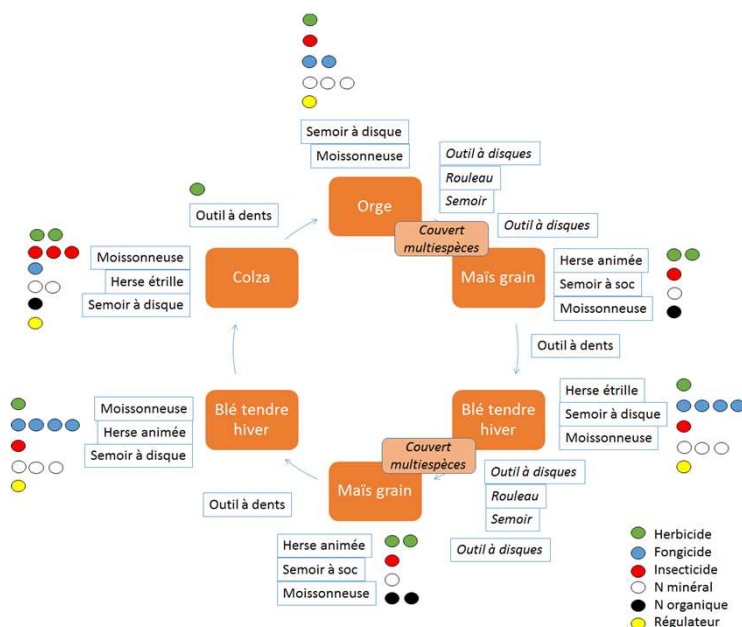 Semoir à disque
Moissonneuse
Orge
Outil à disques
Rouleau
Semoir
Couvert
multiespèces
Outil à disques
Maïs grain
Herse animée
Semoir à soc
Moissonneuse
Outil à dents
Blé tendre
hiver
Herse étrille
Semoir à disque
Moissonneuse
Couvert
multiespèces
Outil à disques
Rouleau
Semoir
Outil à disques
Maïs grain
Herse animée
Semoir à soc
Moissonneuse
Outil à dents
Blé tendre
hiver
Moissonneuse
Herse animée
Semoir à disque
Colza
Moissonneuse
Herse étrille
Semoir à disque
Outil à dents
Herbicide
Fongicide
Insecticide
N minéral
N organique
Régulateur